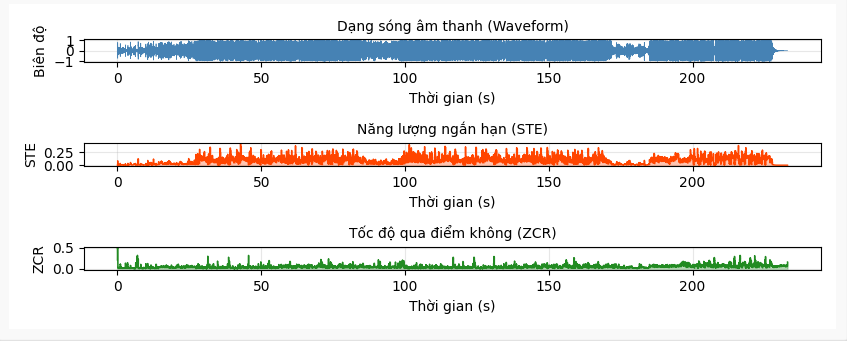 Dạng sóng âm thanh (Waveform)
Biên độ
1
0
−1
0 50 100 150 200
Thời gian (s)
Năng lượng ngắn hạn (STE)
STE
0.25
0.00
0 50 100 150 200
Thời gian (s)
Tốc độ qua điểm không (ZCR)
ZCR
0.5
0.0
0 50 100 150 200
Thời gian (s)